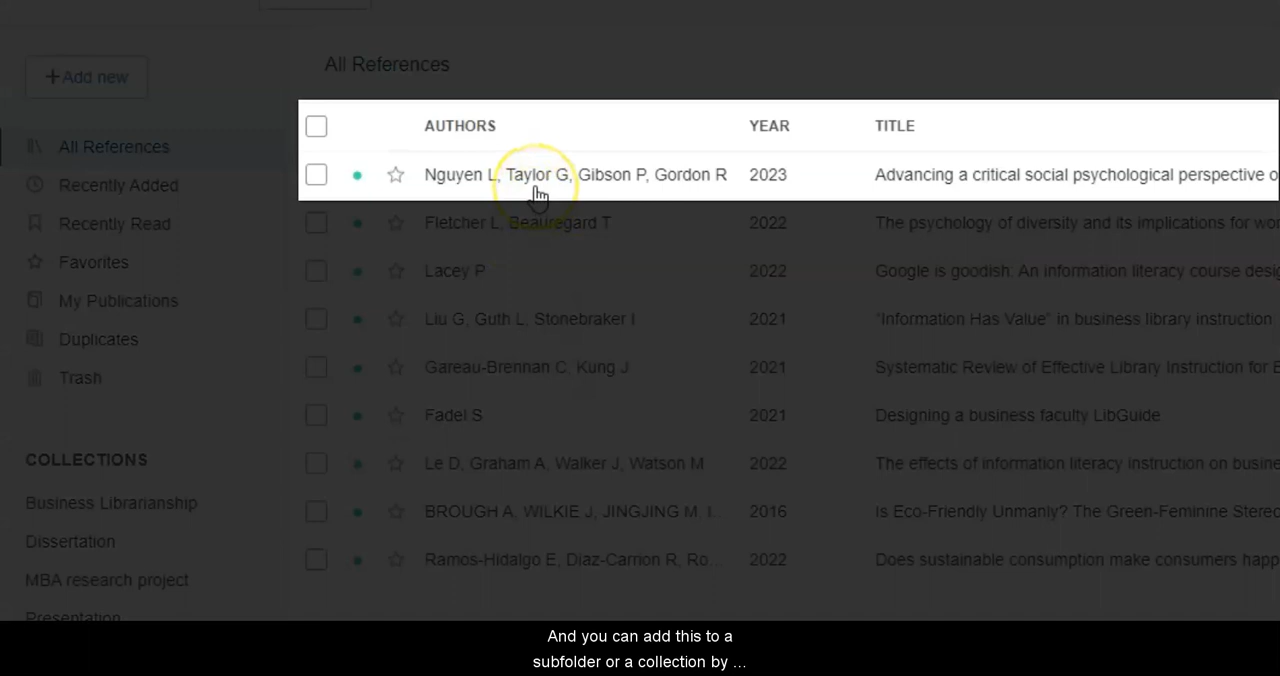 +Add new
All References
Recently Added
Recently Read
Favorites
My Publications
Duplicates
Trash
COLLECTIONS
Business Librarianship
Dissertation
MBA research project
Presentation
All References
AUTHORS YEAR TITLE
Nguyen L, Taylor G, Gibson P, Gordon R 2023 Advancing a critical social psychological perspective o
Fletcher L, Beauregard T 2022 The psychology of diversity and its implications for wo
Lacey P 2022 Google is goodish: An information literacy course desig
Liu G, Guth L, Stonebraker I 2021 "Information Has Value" in business library instruction
Gareau-Brennan C, Kung J 2021 Systematic Review of Effective Library Instruction for B
Fadel S 2021 Designing a business faculty LibGuide
Le D, Graham A, Walker J, Watson M 2022 The effects of information literacy instruction on busine
BROUGH A, WILKIE J, JINGJING M, I... 2016 Is Eco-Friendly Unmanly? The Green-Feminine Stereo
Ramos-Hidalgo E, Diaz-Carrion R, Ro... 2022 Does sustainable consumption make consumers happ
And you can add this to a
subfolder or a collection by ...